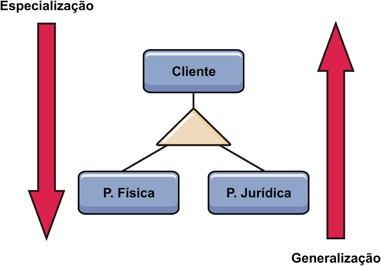 Especialização
Cliente
P. Física
P. Jurídica
Generalização